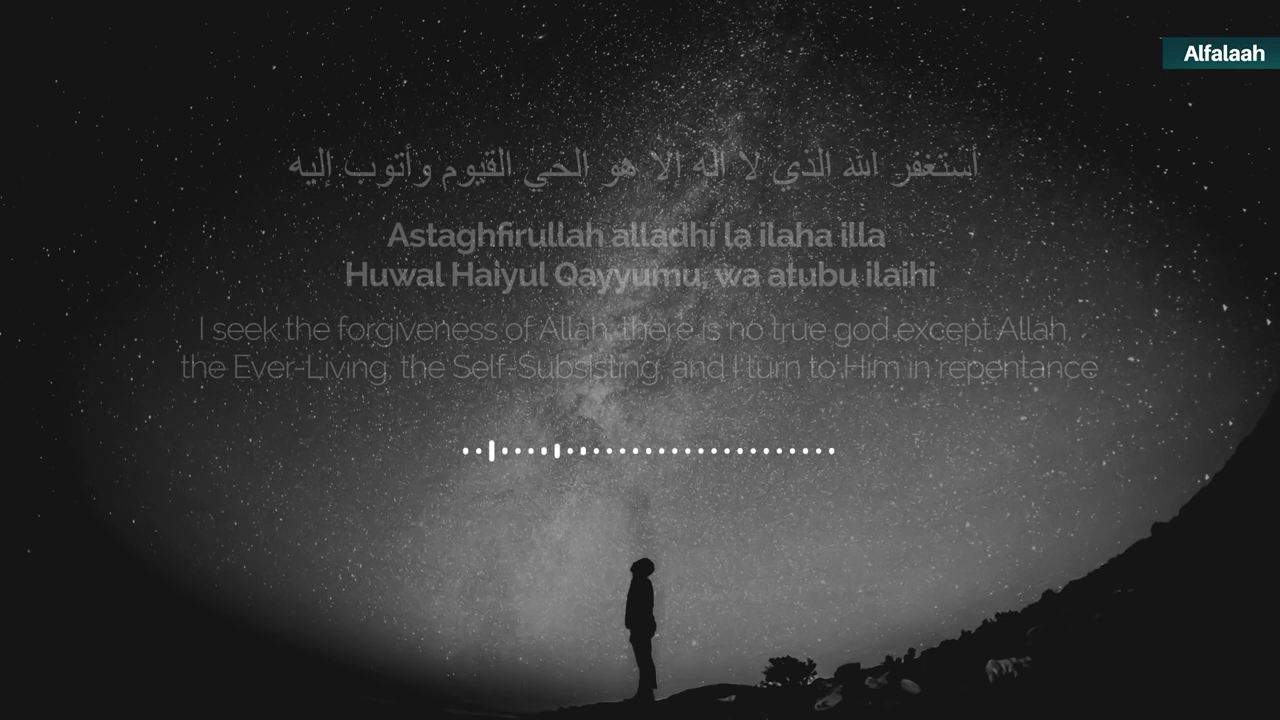 Alfalaah
أستغفر الله الذي لا اله الا هو الحي القيوم وأتوب إليه
Astaghfirullah alladhi la ilaha illa
Huwal Haiyul Qayyumu, wa atubu ilaihi
I seek the forgiveness of Allah, there is no true god except Allah,
the Ever-Living, the Self-Subsisting, and I turn to Him in repentance